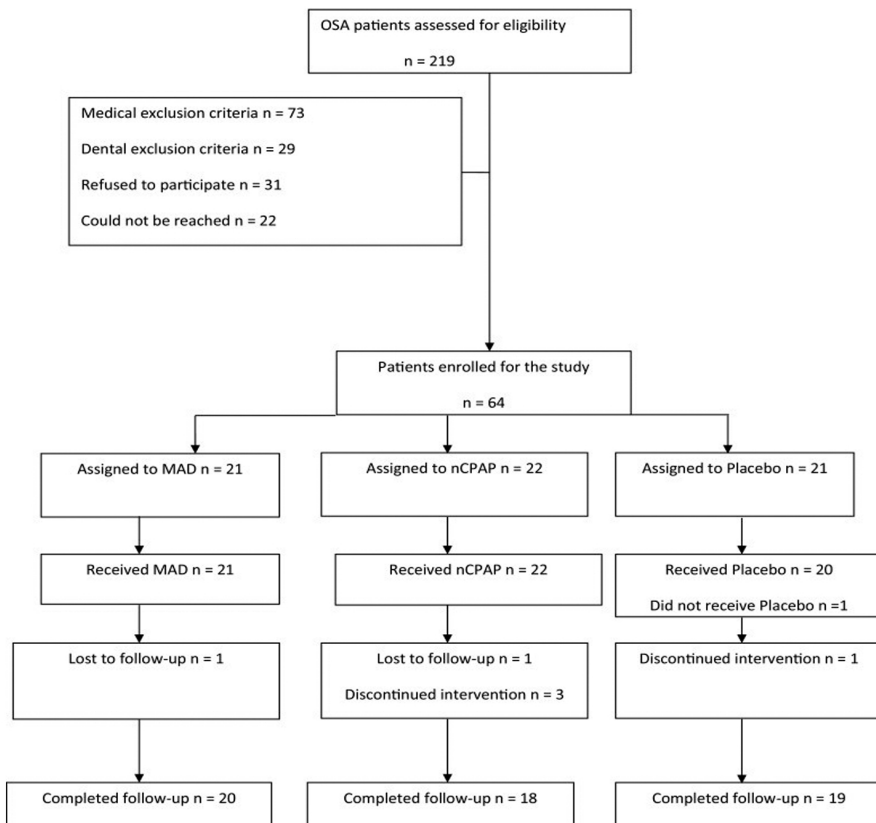 OSA patients assessed for eligibility
n = 219
Medical exclusion criteria n = 73
Dental exclusion criteria n = 29
Refused to participate n = 31
Could not be reached n = 22
Patients enrolled for the study
n = 64
Assigned to MAD n = 21
Assigned to nCPAP n = 22
Assigned to Placebo n = 21
Received MAD n = 21
Received nCPAP n = 22
Received Placebo n = 20
Did not receive Placebo n =1
Lost to follow-up n = 1
Lost to follow-up n = 1
Discontinued intervention n = 3
Discontinued intervention n = 1
Completed follow-up n = 20
Completed follow-up n = 18
Completed follow-up n = 19